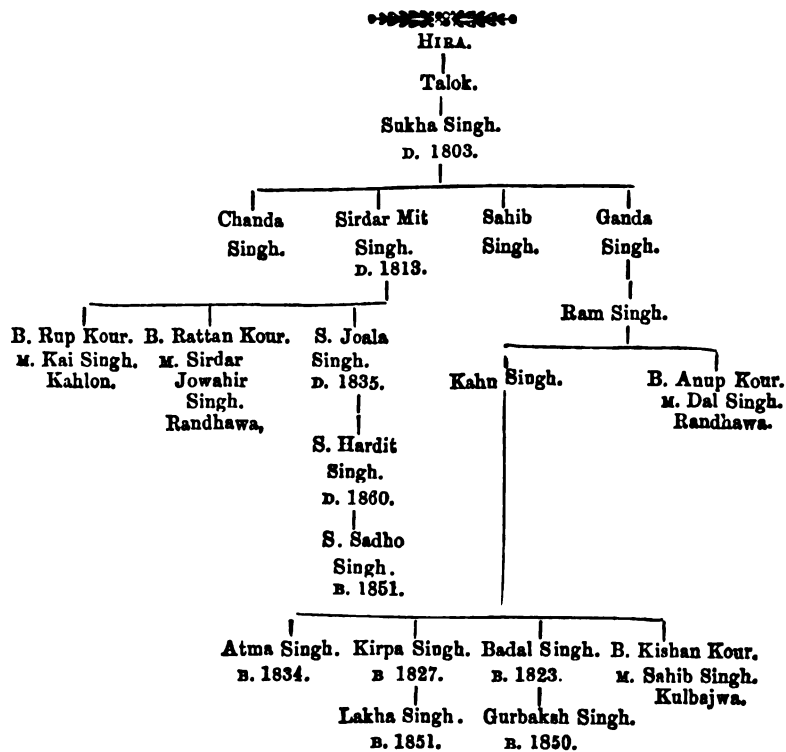 HIRA.
Talok.
Sukha Singh.
D. 1803.
Chanda
Singh.
Sirdar Mit
Singh.
D. 1813.
Sahib
Singh.
Ganda
Singh.
Ram Singh.
B. Rup Kour.
M. Kai Singh.
Kahlon.
B. Rattan Kour.
M. Sirdar
Jowahir
Singh.
Randhawa,
S. Joala
Singh.
D. 1835.
Kahn Singh.
B. Anup Kour.
M. Dal Singh.
Randhawa.
S. Hardit
Singh.
D. 1860.
S. Sadho
Singh.
B. 1851.
Atma Singh.
B. 1834.
Kirpa Singh.
B 1827.
Badal Singh.
B. 1823.
B. Kishan Kour.
M. Sahib Singh.
Kulbajwa.
Lakha Singh.
B. 1851.
Gurbaksh Singh.
B. 1850.